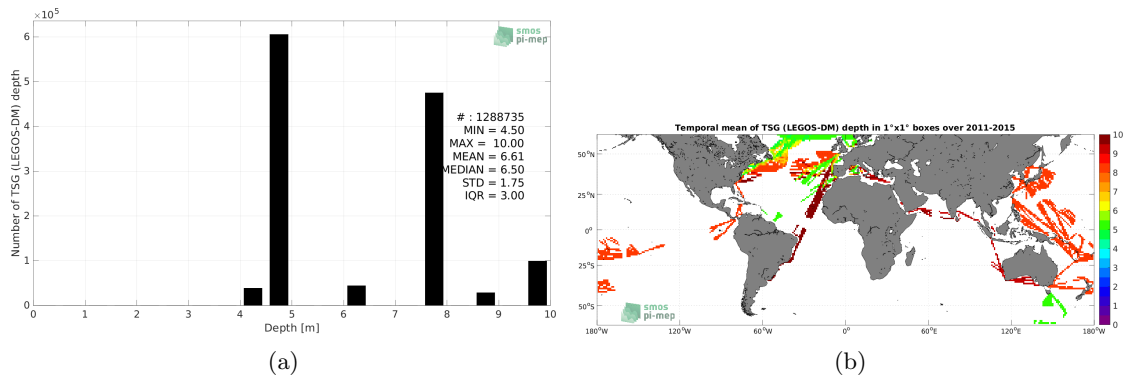 ×10⁵
6
5
4
3
2
1
0
Number of TSG (LEGOS-DM) depth
smos
pi-mep
# : 1288735
MIN = 4.50
MAX = 10.00
MEAN = 6.61
MEDIAN = 6.50
STD = 1.75
IQR = 3.00
0 1 2 3 4 5 6 7 8 9 10
Depth [m]
(a)
Temporal mean of TSG (LEGOS-DM) depth in 1°x1° boxes over 2011-2015
50°N
25°N
0°
25°S
50°S
smos
pi-mep
180°W 120°W 60°W 0° 60°E 120°E 180°E
10
9
8
7
6
5
4
3
2
1
0
(b)